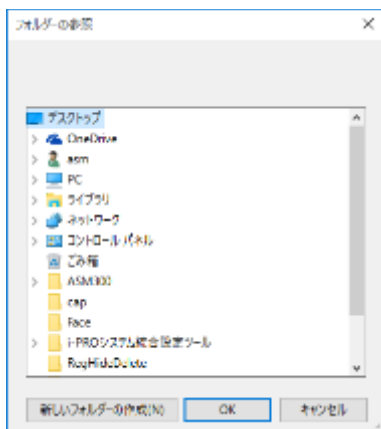 フォルダーの参照
デスクトップ
OneDrive
asm
PC
ライブラリ
ネットワーク
コントロール パネル
ごみ箱
ASM300
cap
Face
i-PROシステム統合設定ツール
RegHideDelete
新しいフォルダーの作成(N)
OK
キャンセル